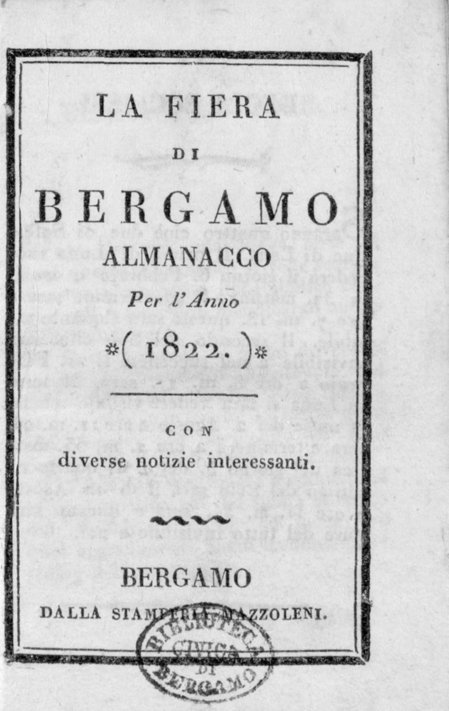 LA FIERA
DI
BERGAMO
ALMANACCO
Per l'Anno
*( 1822. )*
CON
diverse notizie interessanti.
BERGAMO
DALLA STAMPERIA MAZZOLENI.
BIBLIOTECA
CIVICA
DI
BERGAMO